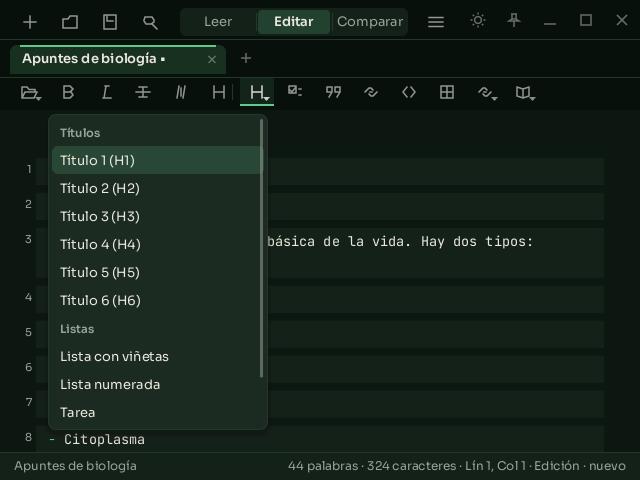 Leer Editar Comparar
Apuntes de biología •
Títulos
Título 1 (H1)
1
Título 2 (H2)
2
Título 3 (H3)
3 básica de la vida. Hay dos tipos:
Título 4 (H4)
Título 5 (H5)
4 Título 6 (H6)
Listas
5
Lista con viñetas
6
Lista numerada
7
Tarea
8 - Citoplasma
Apuntes de biología 44 palabras · 324 caracteres · Lín 1, Col 1 · Edición · nuevo